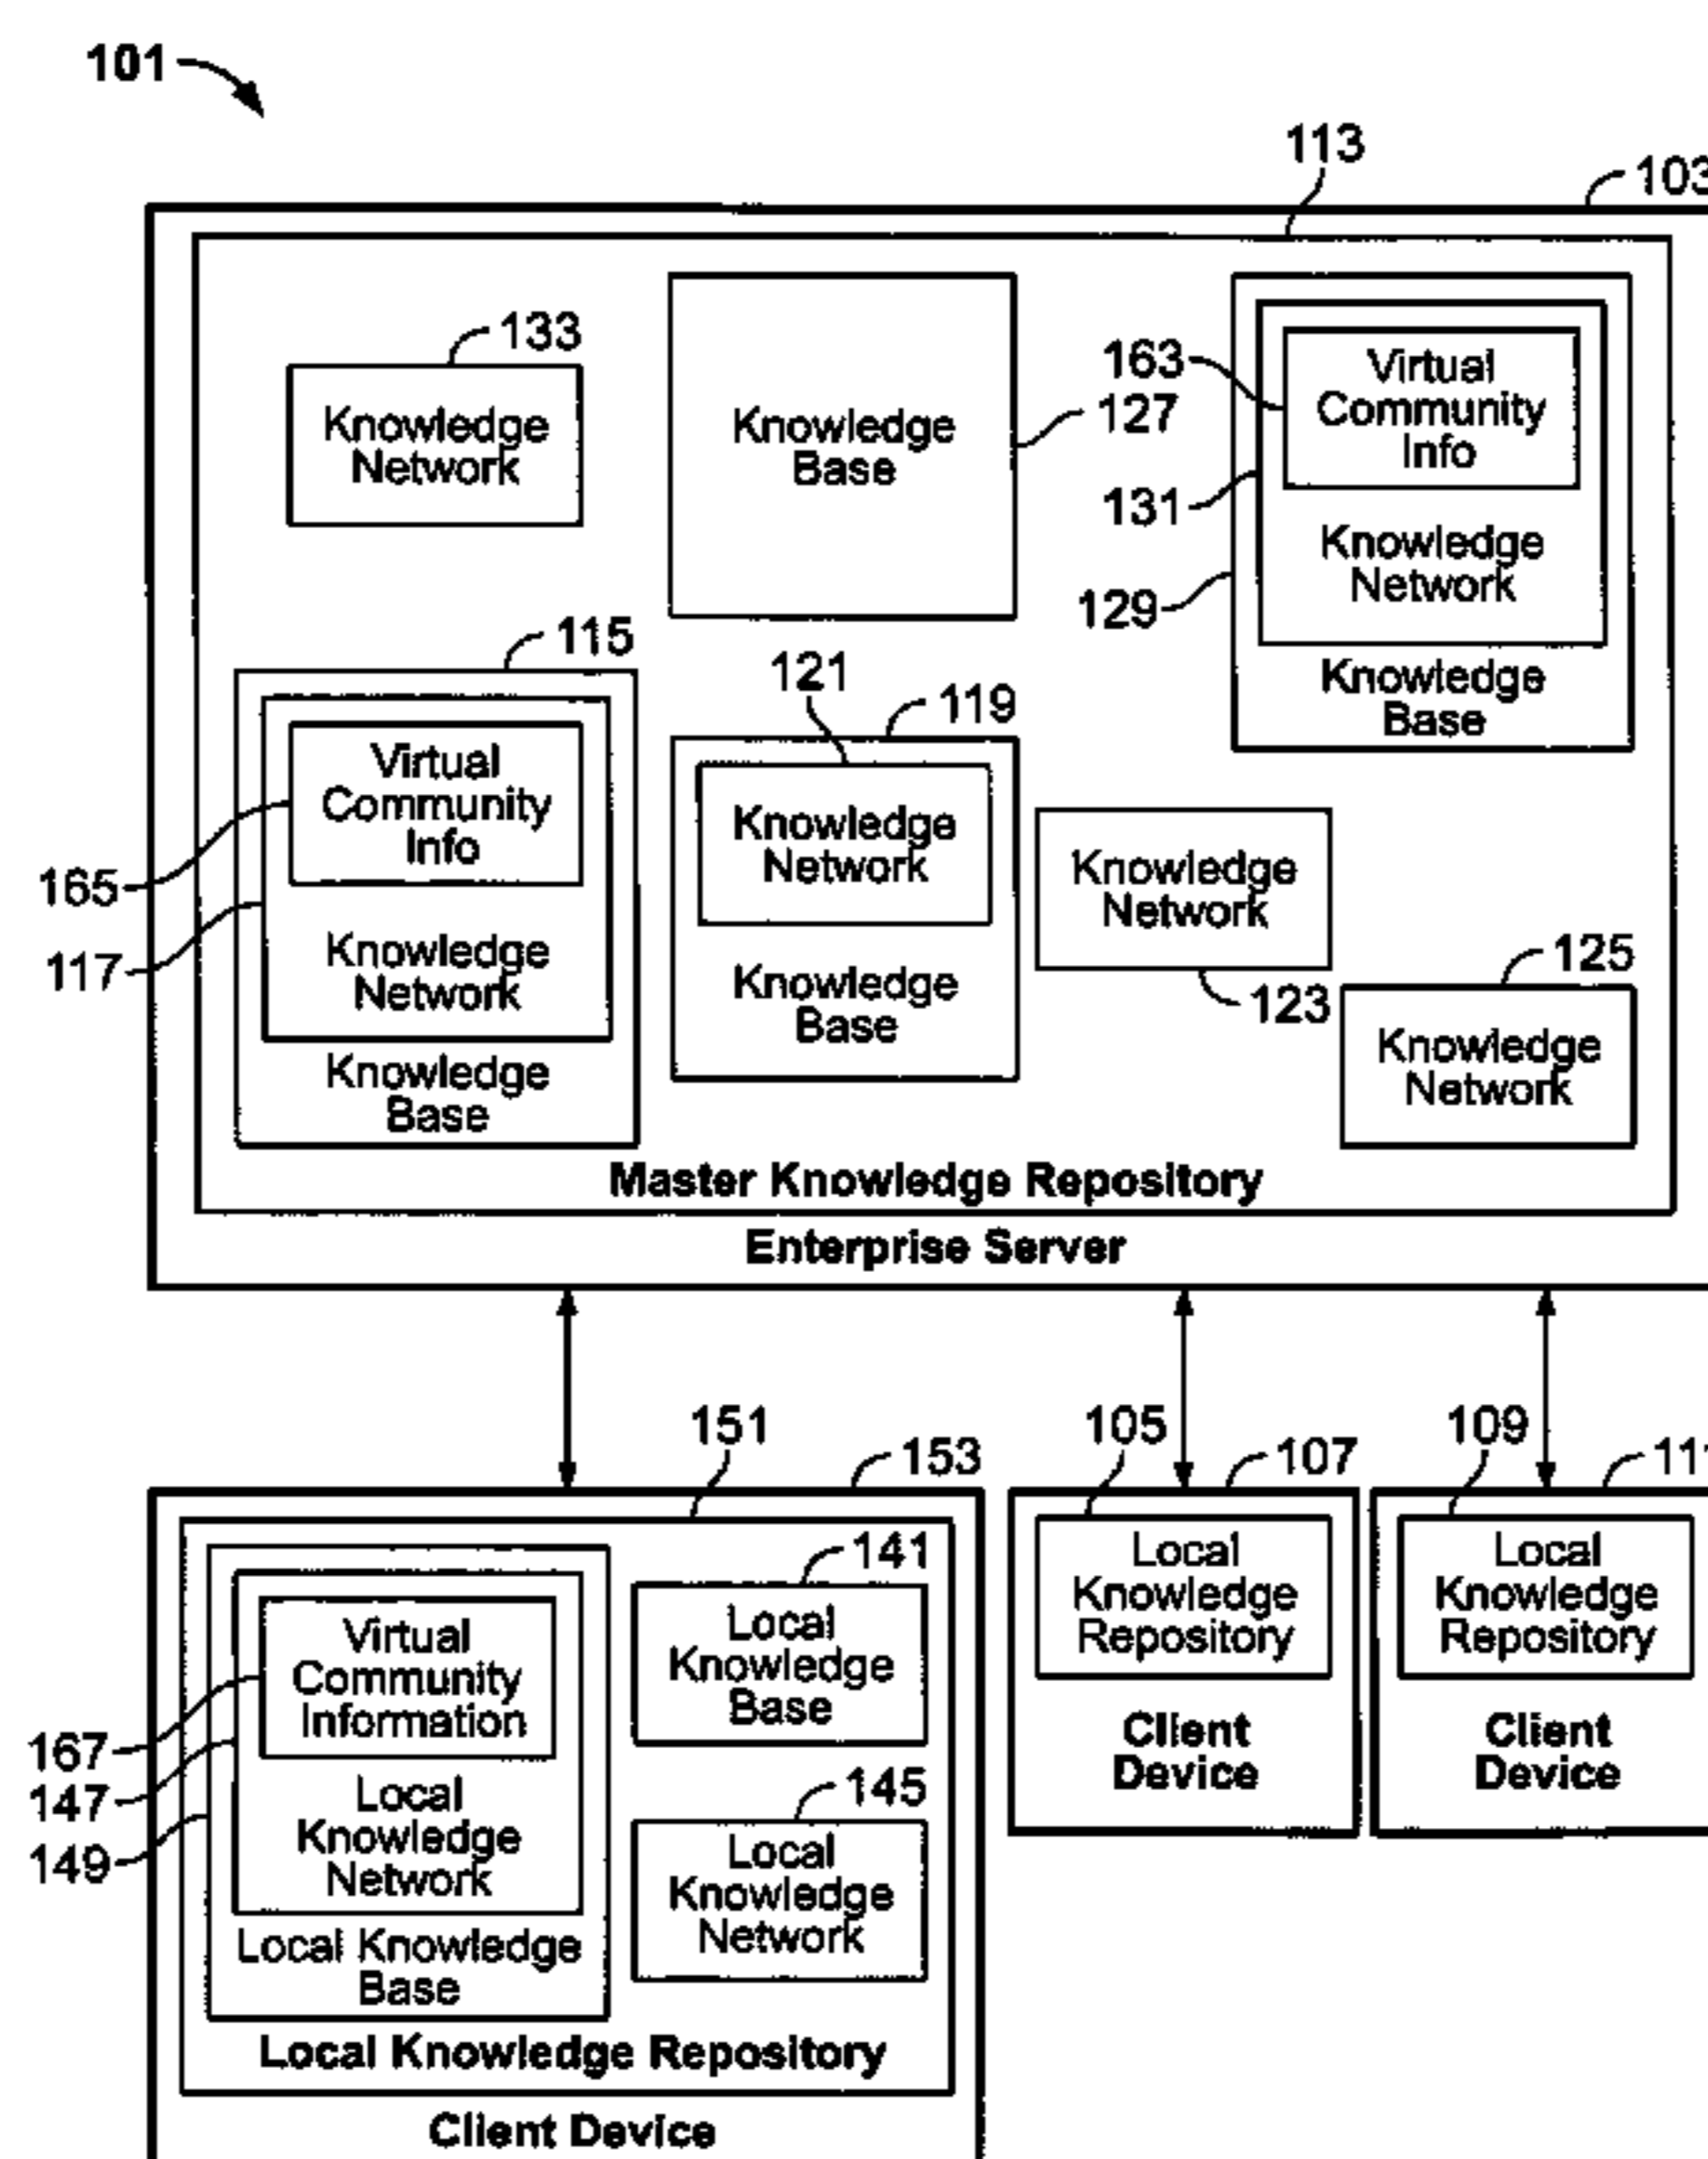 101
113
103
133
Knowledge
Network
Knowledge
Base
127
163
Virtual
Community
Info
131
Knowledge
Network
129
Knowledge
Base
115
Virtual
Community
Info
165
117
Knowledge
Network
Knowledge
Base
121
119
Knowledge
Network
Knowledge
Base
Knowledge
Network
123
125
Knowledge
Network
Master Knowledge Repository
Enterprise Server
151
153
105
107
109
111
141
Virtual
Community
Information
167
147
149
Local
Knowledge
Network
Local Knowledge
Base
Local
Knowledge
Base
145
Local
Knowledge
Network
Local Knowledge Repository
Client Device
Local
Knowledge
Repository
Client
Device
Local
Knowledge
Repository
Client
Device